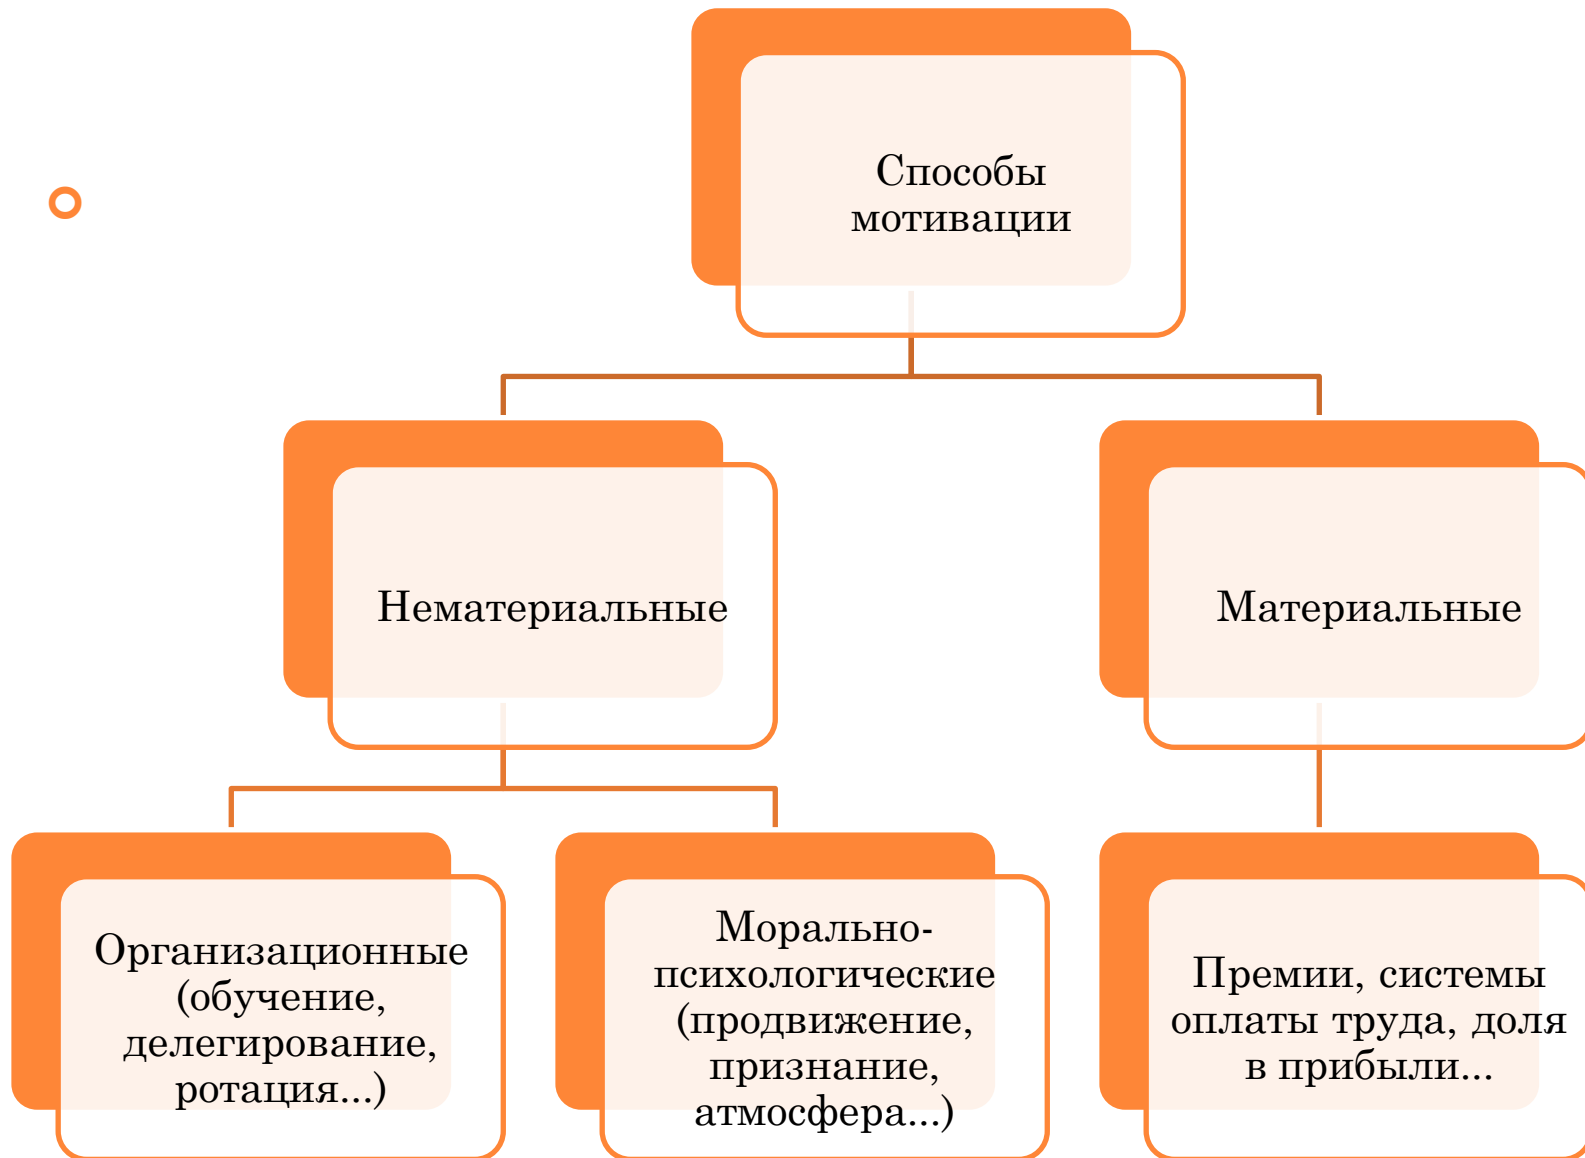 Способы
мотивации
Нематериальные
Материальные
Организационные
(обучение,
делегирование,
ротация...)
Морально-
психологические
(продвижение,
признание,
атмосфера...)
Премии, системы
оплаты труда, доля
в прибыли...